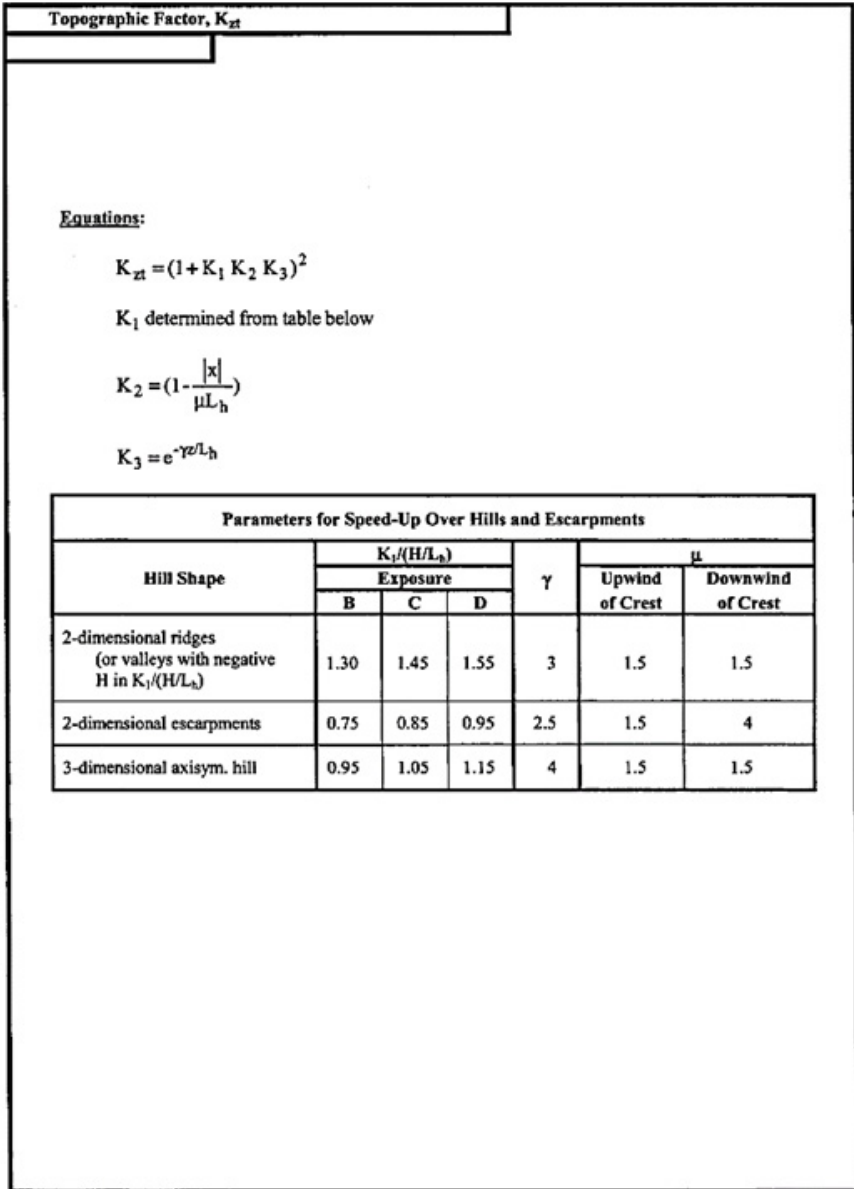 Topographic Factor, Kzt
Equations:
Kzt = (1+K1 K2 K3)²
K1 determined from table below
K2 = (1-|x|/μLh)
K3 = e^-γz/Lh
Parameters for Speed-Up Over Hills and Escarpments
Hill Shape K1/(H/Lh) γ μ
Exposure Upwind Downwind
B C D of Crest of Crest
2-dimensional ridges
(or valleys with negative 1.30 1.45 1.55 3 1.5 1.5
H in K1/(H/Lh)
2-dimensional escarpments 0.75 0.85 0.95 2.5 1.5 4
3-dimensional axisym. hill 0.95 1.05 1.15 4 1.5 1.5